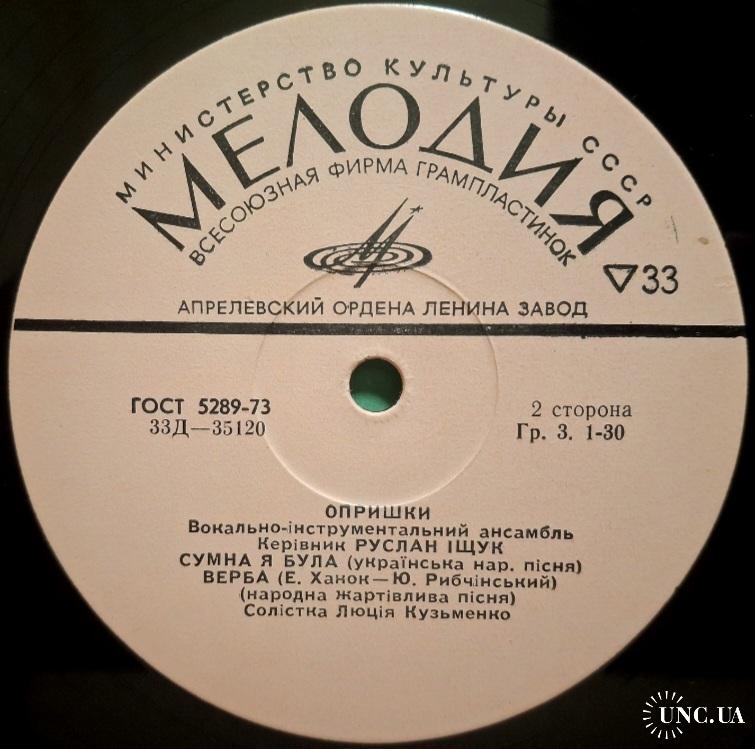 МИНИСТЕРСТВО КУЛЬТУРЫ СССР
МЕЛОДИЯ
ВСЕСОЮЗНАЯ ФИРМА ГРАМПЛАСТИНОК
33
АПРЕЛЕВСКИЙ ОРДЕНА ЛЕНИНА ЗАВОД
ГОСТ 5289-73
33Д—35120
2 сторона
Гр. 3. 1-30
ОПРИШКИ
Вокально-інструментальний ансамбль
Керівник РУСЛАН ІЩУК
СУМНА Я БУЛА (українська нар. пісня)
ВЕРБА (Е. Ханок—Ю. Рибчінський)
(народна жартівлива пісня)
Солістка Люція Кузьменко
UNC.UA